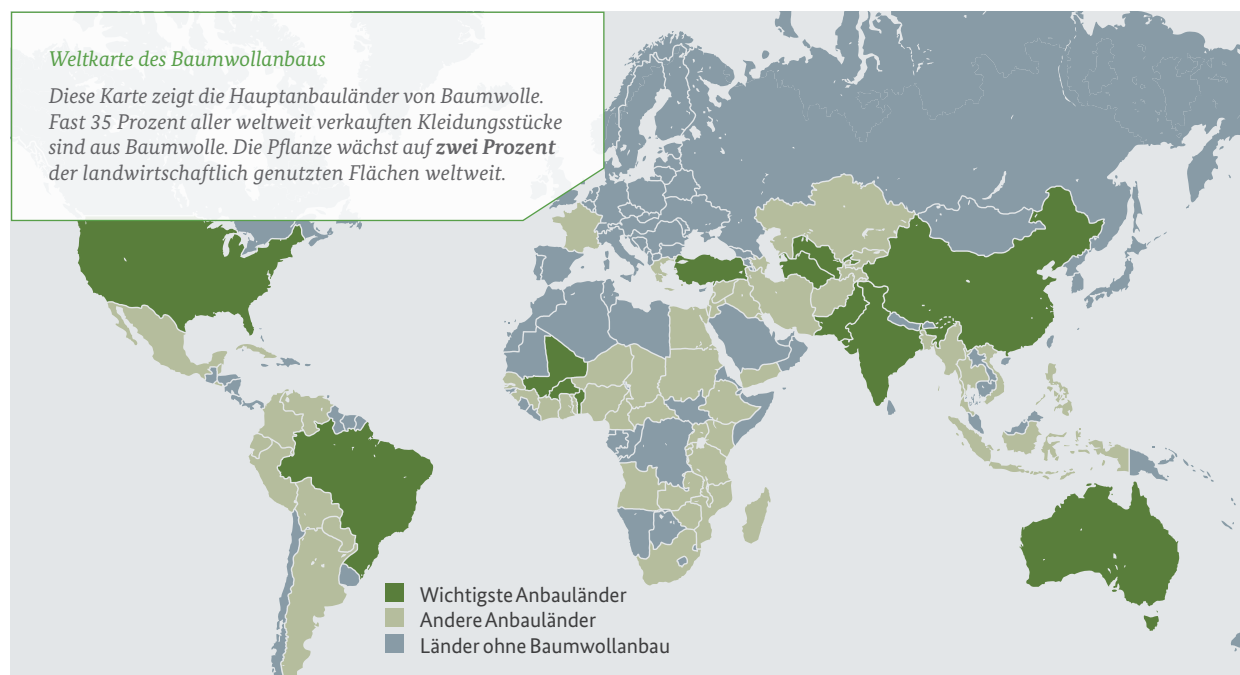 Weltkarte des Baumwollanbaus
Diese Karte zeigt die Hauptanbauländer von Baumwolle.
Fast 35 Prozent aller weltweit verkauften Kleidungsstücke
sind aus Baumwolle. Die Pflanze wächst auf zwei Prozent
der landwirtschaftlich genutzten Flächen weltweit.
Wichtigste Anbauländer
Andere Anbauländer
Länder ohne Baumwollanbau